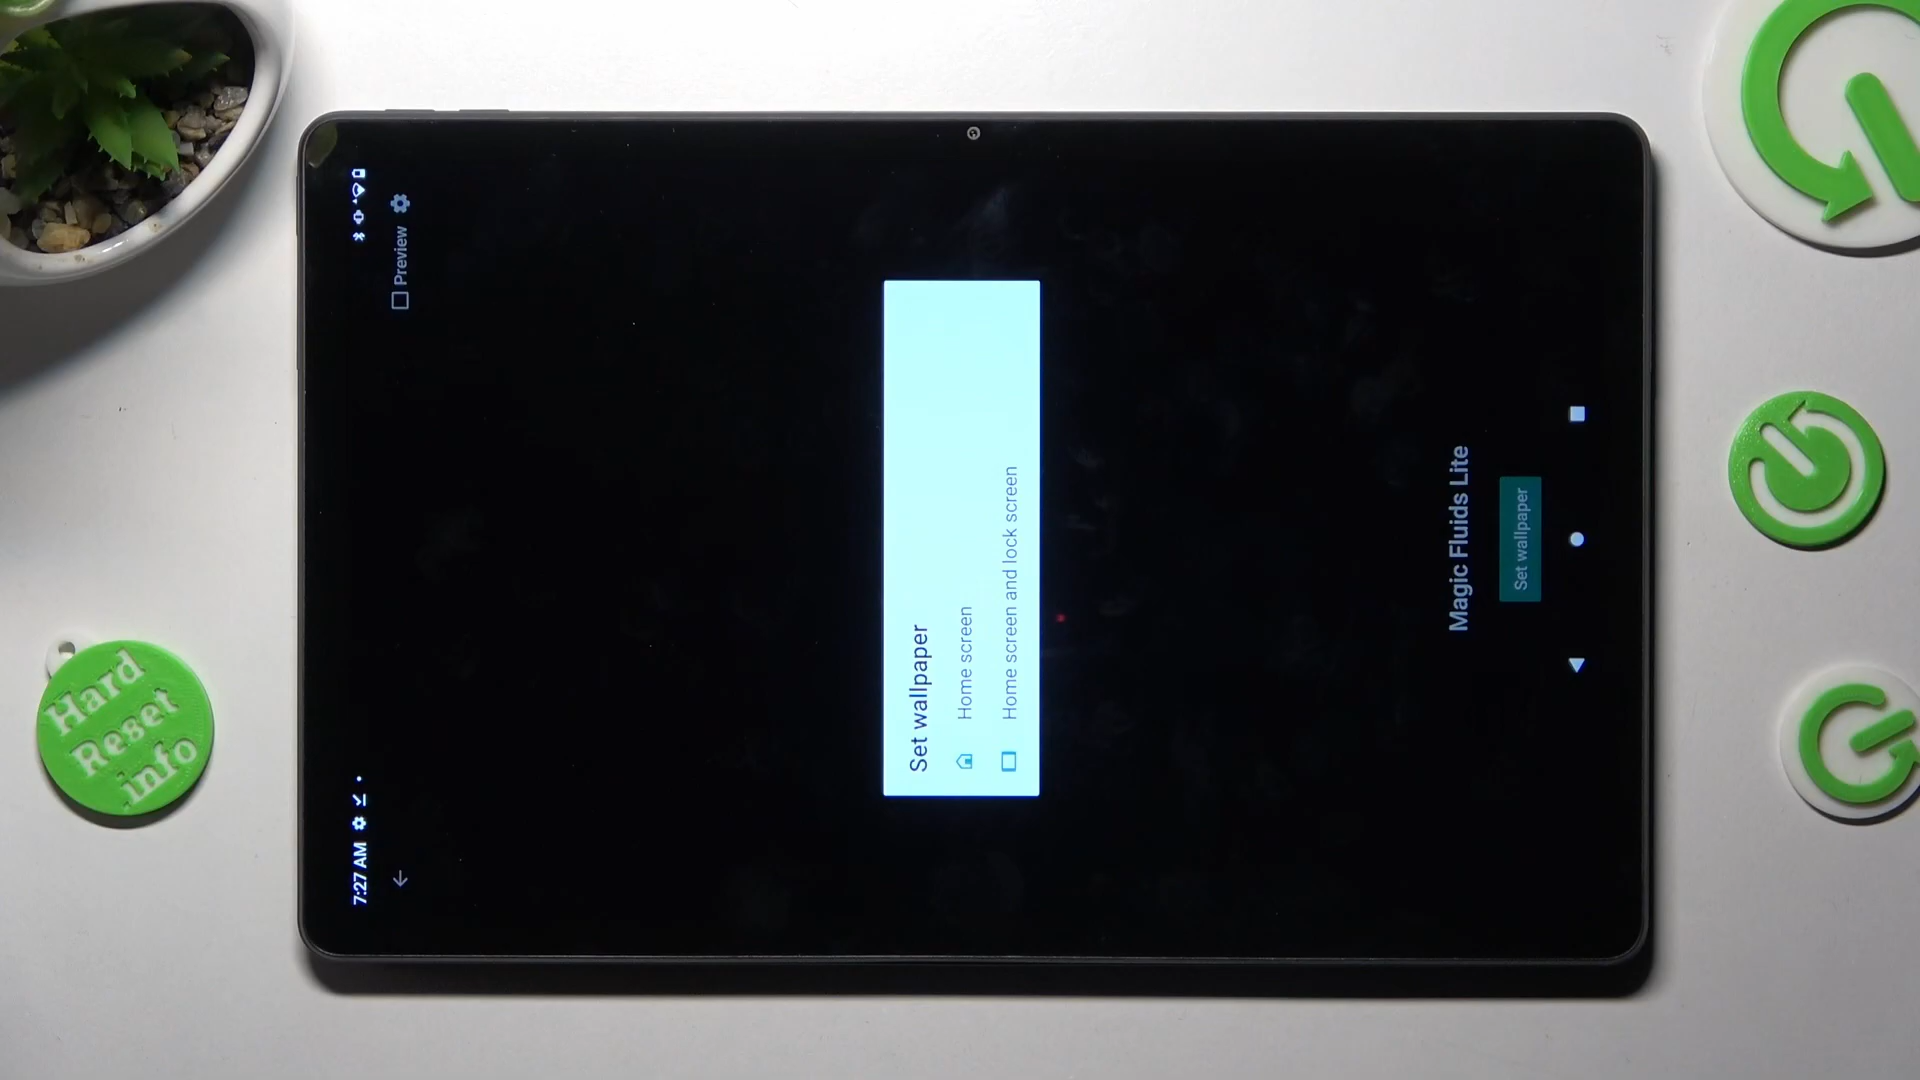 7:27 AM
Preview
Set wallpaper
Home screen
Home screen and lock screen
Magic Fluids Lite
Set wallpaper
Hard
Reset
.info